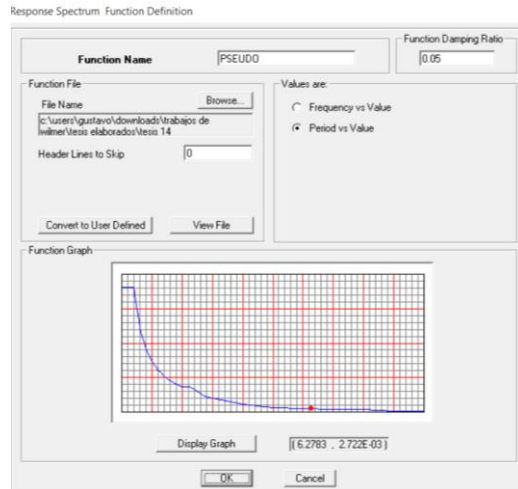 Response Spectrum Function Definition
Function Damping Ratio
Function Name
PSEUDO
0.05
Function File
Values are:
File Name
Browse...
Frequency vs Value
c:\users\gustavo\downloads\trabajos de
wilmer\tesis elaborados\tesis 14
Period vs Value
Header Lines to Skip
0
Convert to User Defined
View File
Function Graph
Display Graph
( 6.2783 , 2.722E-03 )
OK
Cancel